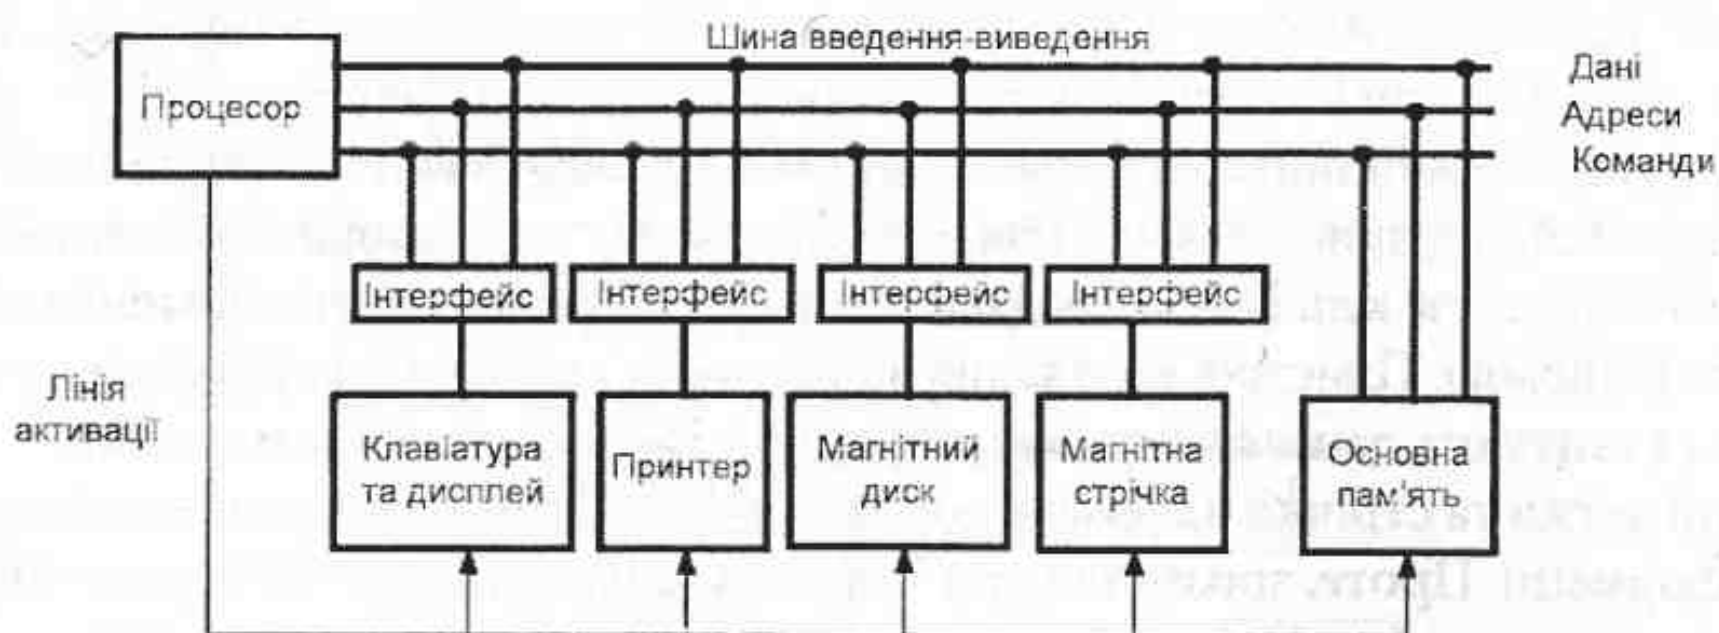 Шина введення-виведення
Процесор
Дані
Адреси
Команди
Інтерфейс
Інтерфейс
Інтерфейс
Інтерфейс
Лінія
активації
Клавіатура
та дисплей
Принтер
Магнітний
диск
Магнітна
стрічка
Основна
пам'ять